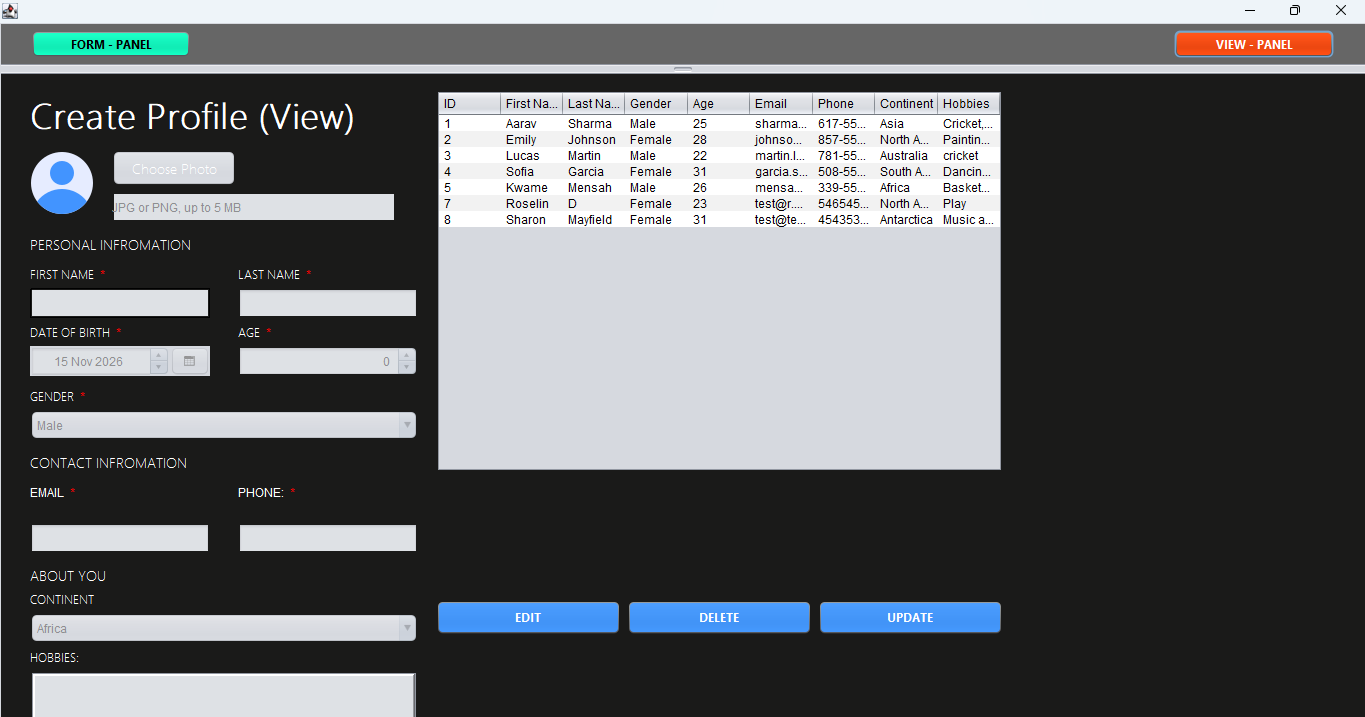 FORM - PANEL VIEW - PANEL
Create Profile (View)
Choose Photo
JPG or PNG, up to 5 MB
PERSONAL INFROMATION
FIRST NAME * LAST NAME *
DATE OF BIRTH * AGE *
15 Nov 2026 0
GENDER *
Male
CONTACT INFROMATION
EMAIL * PHONE: *
ABOUT YOU
CONTINENT
Africa
HOBBIES:
ID First Na... Last Na... Gender Age Email Phone Continent Hobbies
1 Aarav Sharma Male 25 sharma... 617-55... Asia Cricket,...
2 Emily Johnson Female 28 johnso... 857-55... North A... Paintin...
3 Lucas Martin Male 22 martin.l... 781-55... Australia cricket
4 Sofia Garcia Female 31 garcia.s... 508-55... South A... Dancin...
5 Kwame Mensah Male 26 mensa... 339-55... Africa Basket...
7 Roselin D Female 23 test@r.... 546545... North A... Play
8 Sharon Mayfield Female 31 test@te... 454353... Antarctica Music a...
EDIT DELETE UPDATE